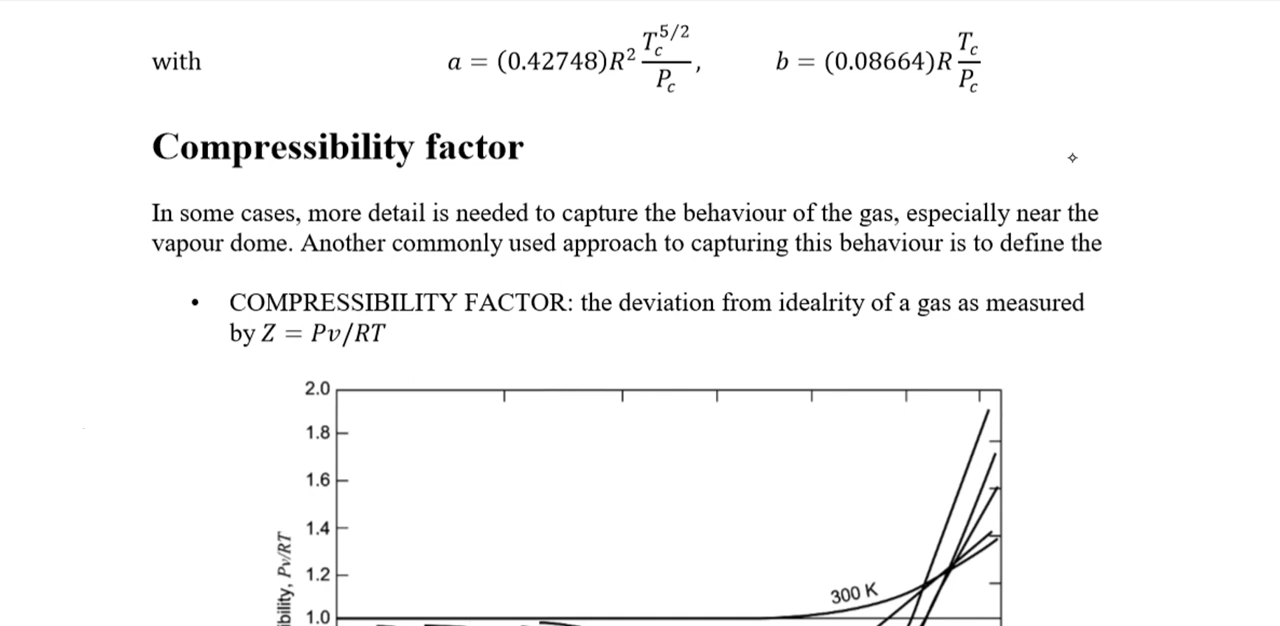 with a = (0.42748)R² T_c^{5/2}/P_c, b = (0.08664)R T_c/P_c
Compressibility factor
In some cases, more detail is needed to capture the behaviour of the gas, especially near the
vapour dome. Another commonly used approach to capturing this behaviour is to define the
• COMPRESSIBILITY FACTOR: the deviation from idealrity of a gas as measured
by Z = Pv/RT
2.0
1.8
1.6
1.4
1.2
1.0
bility, Pv/RT
300 K